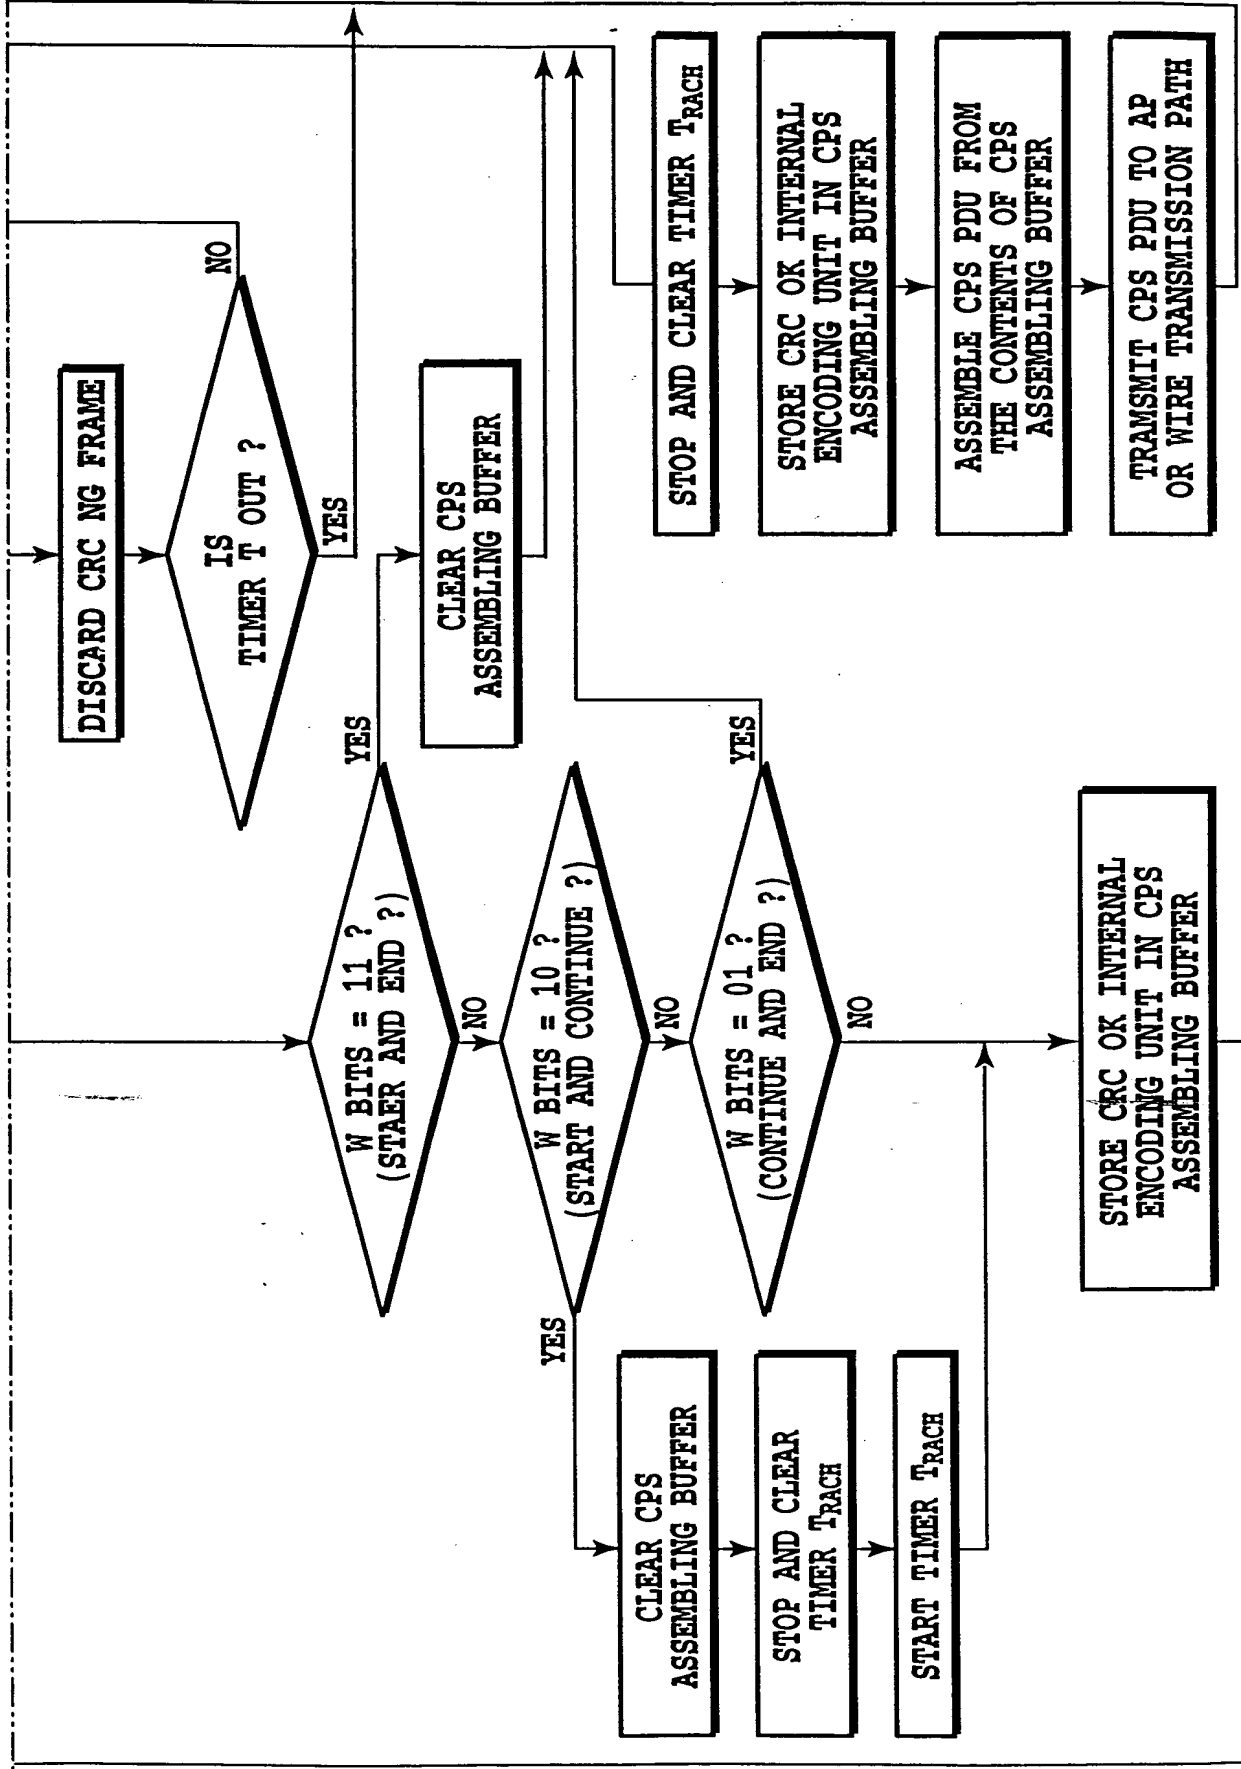 DISCARD CRC NG FRAME
IS
TIMER T OUT ?
NO
YES
W BITS = 11 ?
(STAER AND END ?)
YES
NO
CLEAR CPS
ASSEMBLING BUFFER
W BITS = 10 ?
(START AND CONTINUE ?)
YES
NO
W BITS = 01 ?
(CONTINUE AND END ?)
YES
NO
CLEAR CPS
ASSEMBLING BUFFER
STOP AND CLEAR
TIMER TRACH
START TIMER TRACH
STORE CRC OK INTERNAL
ENCODING UNIT IN CPS
ASSEMBLING BUFFER
STOP AND CLEAR TIMER TRACH
STORE CRC OK INTERNAL
ENCODING UNIT IN CPS
ASSEMBLING BUFFER
ASSEMBLE CPS PDU FROM
THE CONTENTS OF CPS
ASSEMBLING BUFFER
TRAMSMIT CPS PDU TO AP
OR WIRE TRANSMISSION PATH